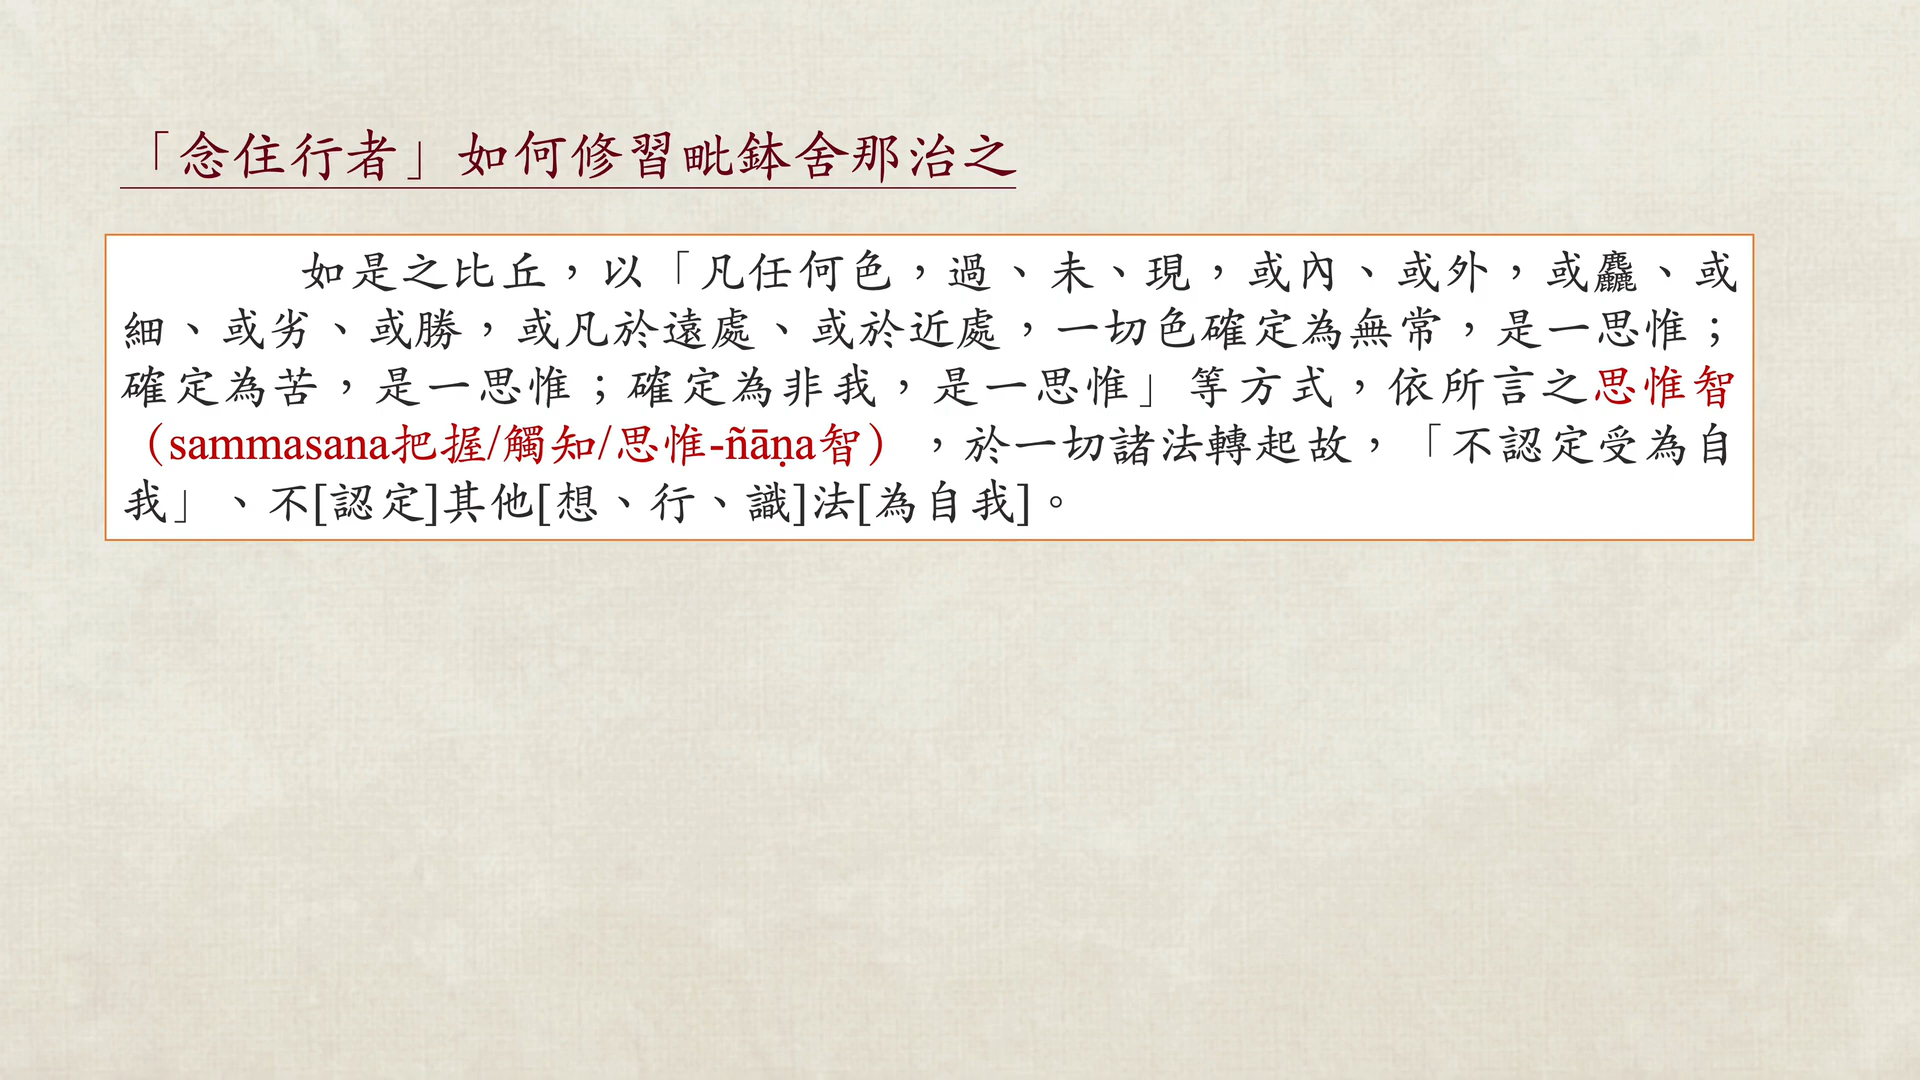 「念住行者」如何修習毗鉢舍那治之
如是之比丘，以「凡任何色，過、未、現，或內、或外，或麤、或
細、或劣、或勝，或凡於遠處、或於近處，一切色確定為無常，是一思惟；
確定為苦，是一思惟；確定為非我，是一思惟」等方式，依所言之思惟智
（sammasana把握/觸知/思惟-ñāṇa智），於一切諸法轉起故，「不認定受為自
我」、不[認定]其他[想、行、識]法[為自我]。